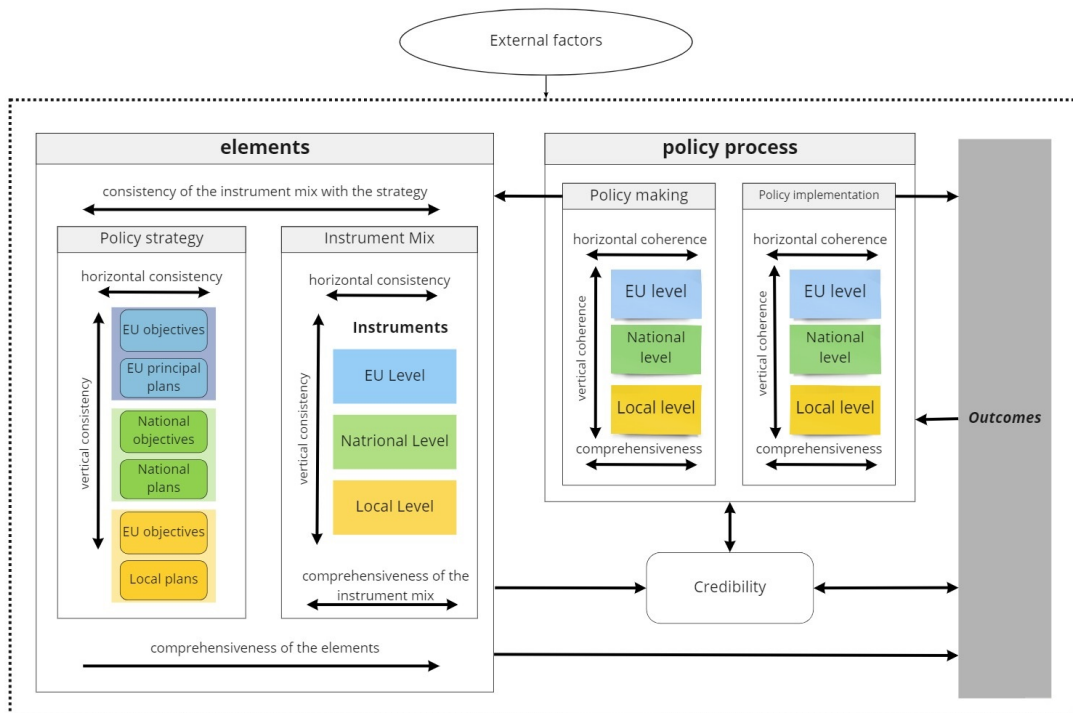 External factors
elements
consistency of the instrument mix with the strategy
Policy strategy
horizontal consistency
vertical consistency
EU objectives
EU principal
plans
National
objectives
National
plans
EU objectives
Local plans
Instrument Mix
horizontal consistency
vertical consistency
Instruments
EU Level
Natrional Level
Local Level
comprehensiveness of the
instrument mix
comprehensiveness of the elements
policy process
Policy making
horizontal coherence
vertical coherence
EU level
National
level
Local level
comprehensiveness
Policy implementation
horizontal coherence
vertical coherence
EU level
National
level
Local level
comprehensiveness
Credibility
Outcomes